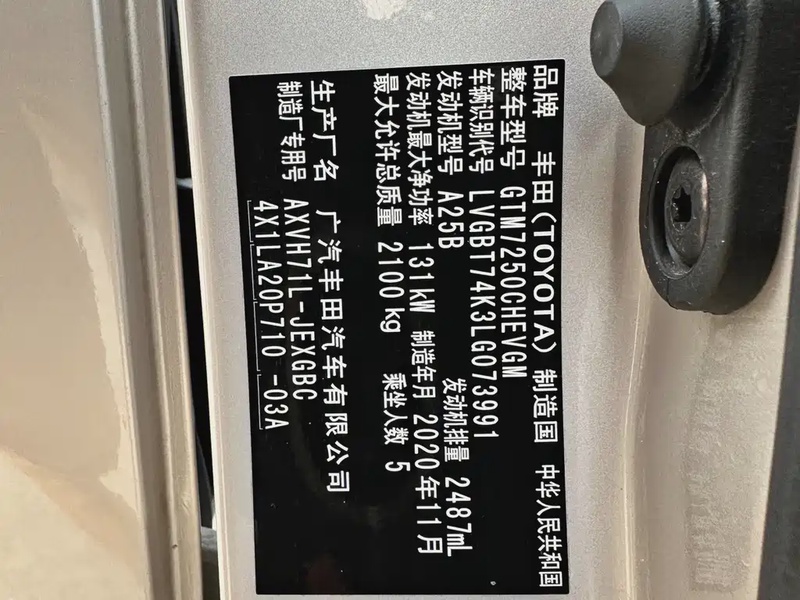 品牌 丰田(TOYOTA) 制造国 中华人民共和国
整车型号 GTM7250CHEVGM
车辆识别代号 LVGBT74K3LG073991
发动机型号 A25B 发动机排量 2487mL
发动机最大净功率 131kW 制造年月 2020年11月
最大允许总质量 2100kg 乘坐人数 5
生产厂名 广汽丰田汽车有限公司
制造厂专用号 AXVH71L-JEXGBC
4X1LA20P710 -03A